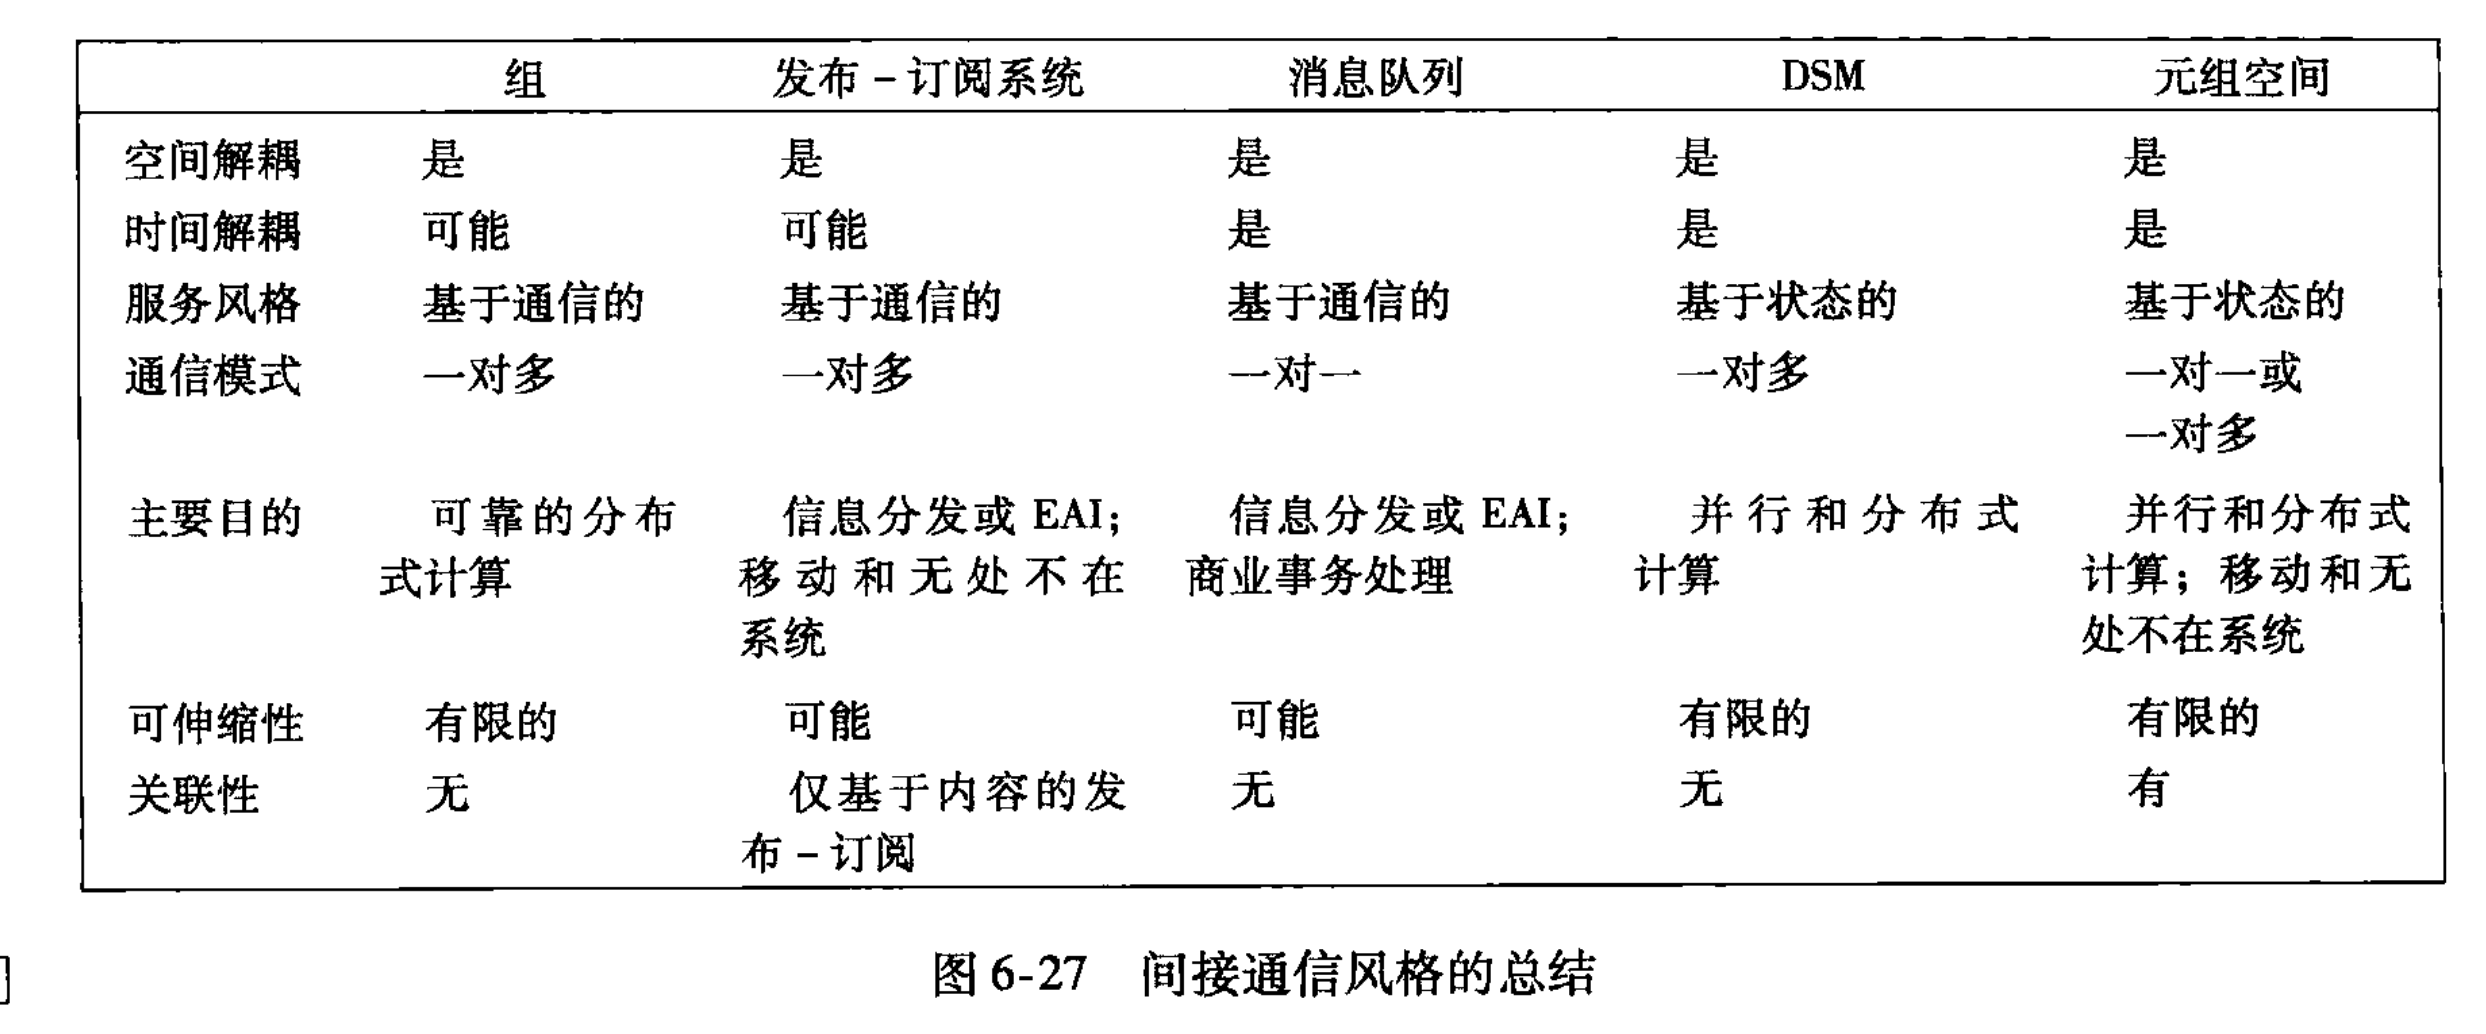 组 发布－订阅系统 消息队列 DSM 元组空间
空间解耦 是 是 是 是 是
时间解耦 可能 可能 是 是 是
服务风格 基于通信的 基于通信的 基于通信的 基于状态的 基于状态的
通信模式 一对多 一对多 一对一 一对多 一对一或
一对多
主要目的 可靠的分布 信息分发或 EAI； 信息分发或 EAI； 并行和分布式 并行和分布式
式计算 移动和无处不在 商业事务处理 计算 计算；移动和无
系统 处不在系统
可伸缩性 有限的 可能 可能 有限的 有限的
关联性 无 仅基于内容的发 无 无 有
布－订阅
图 6-27 间接通信风格的总结